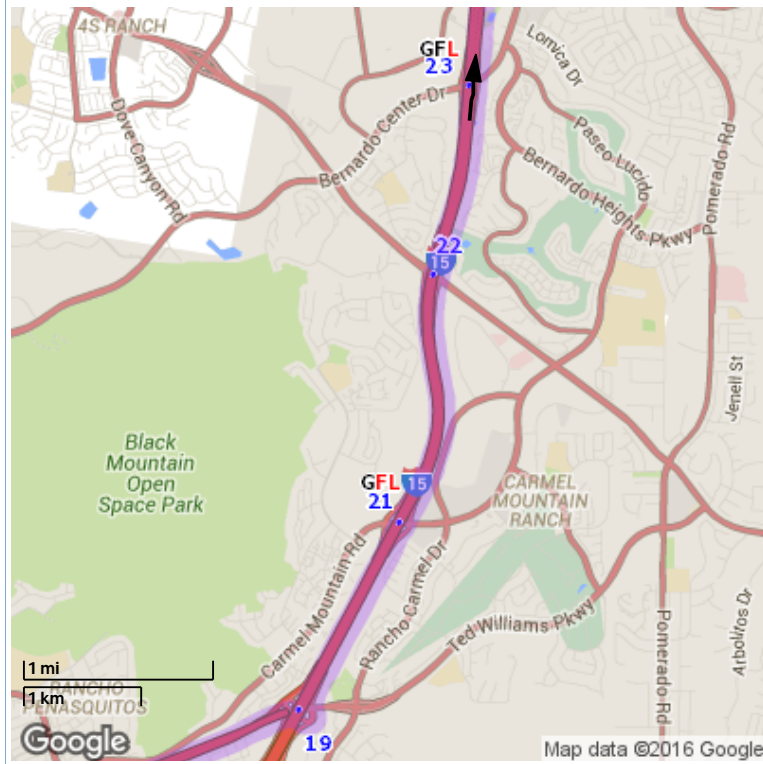 4S RANCH
GFL
23
Lomica Dr
Dove Canyon Rd
Bernardo Center Dr
Paseo Lucido
Bernardo Heights Pkwy
Pomerado Rd
22
15
Jenell St
Black
Mountain
Open
Space Park
GFL
15
21
CARMEL
MOUNTAIN
RANCH
Carmel Mountain Rd
Rancho Carmel Dr
Ted Williams Pkwy
Pomerado Rd
Arbolitos Dr
1 mi
1 km
RANCHO
PENASQUITOS
19
Google
Map data ©2016 Google